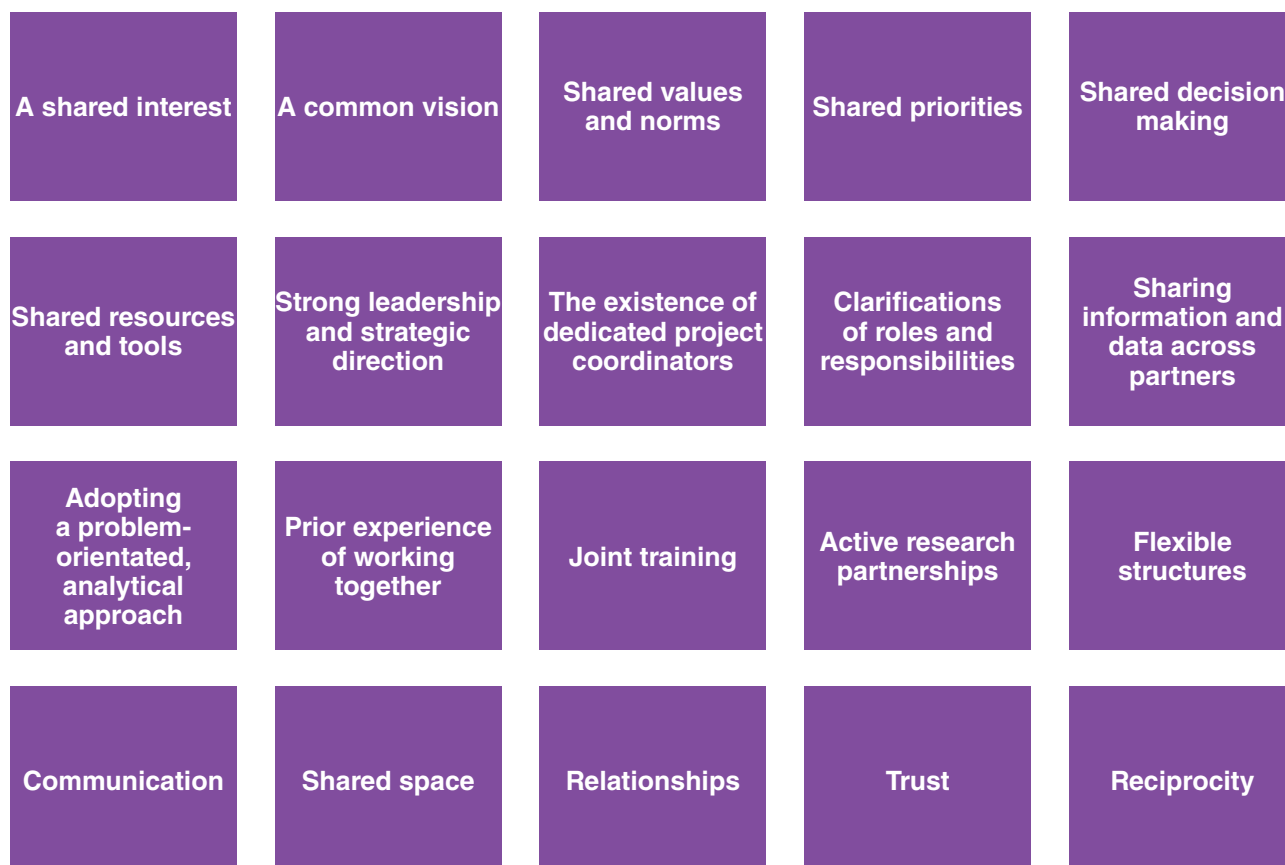 A shared interest
A common vision
Shared values
and norms
Shared priorities
Shared decision
making
Shared resources
and tools
Strong leadership
and strategic
direction
The existence of
dedicated project
coordinators
Clarifications
of roles and
responsibilities
Sharing
information and
data across
partners
Adopting
a problem-
orientated,
analytical
approach
Prior experience
of working
together
Joint training
Active research
partnerships
Flexible
structures
Communication
Shared space
Relationships
Trust
Reciprocity